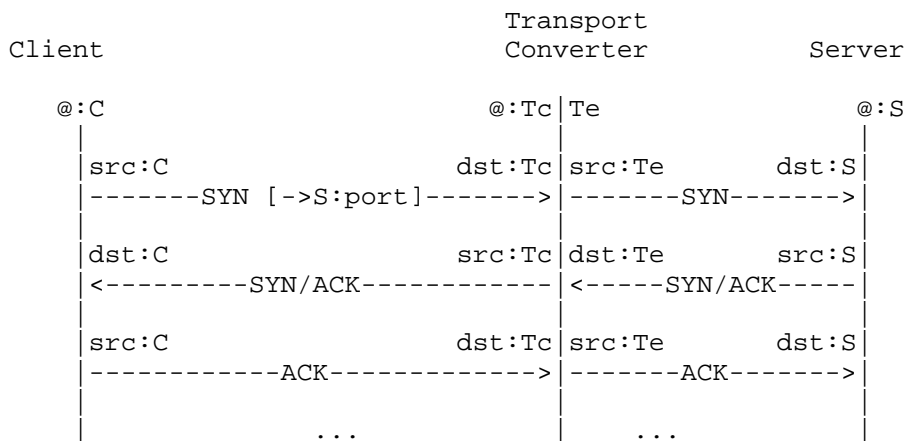 Transport
Client Converter Server
@:C @:Tc|Te @:S
| | |
|src:C dst:Tc|src:Te dst:S|
|-------SYN [->S:port]------->|-------SYN------->|
| | |
|dst:C src:Tc|dst:Te src:S|
|<---------SYN/ACK------------|<-----SYN/ACK-----|
| | |
|src:C dst:Tc|src:Te dst:S|
|------------ACK------------->|-------ACK------->|
| | |
| ... | ... |